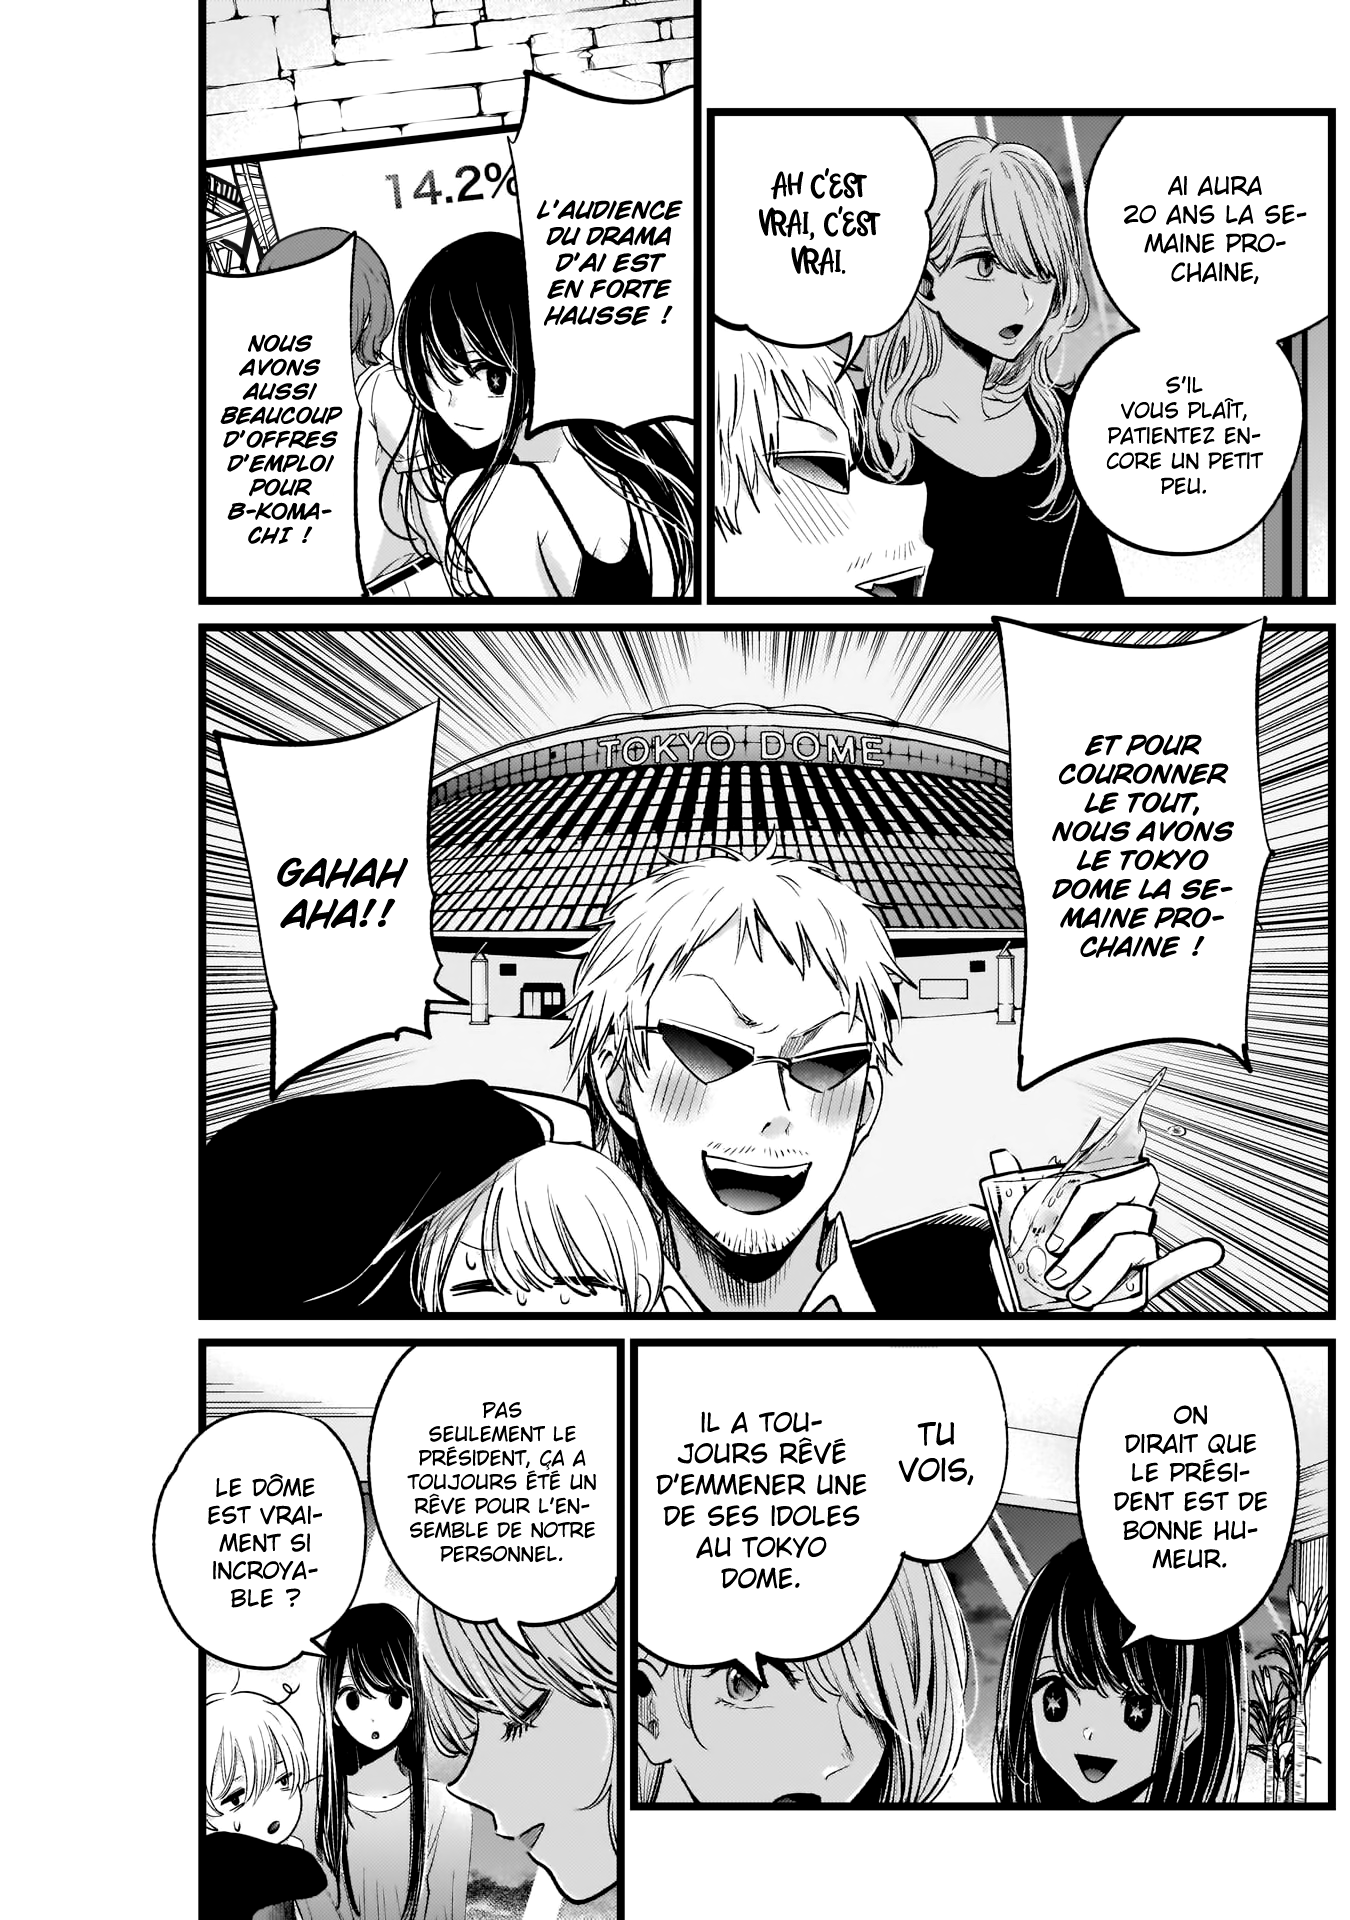 AI AURA
20 ANS LA SE-
MAINE PRO-
CHAINE,
S'IL
VOUS PLAÎT,
PATIENTEZ EN-
CORE UN PETIT
PEU.
AH C'EST
VRAI, C'EST
VRAI.
14.2%
L'AUDIENCE
DU DRAMA
D'AI EST
EN FORTE
HAUSSE !
NOUS
AVONS
AUSSI
BEAUCOUP
D'OFFRES
D'EMPLOI
POUR
B-KOMA-
CHI !
ET POUR
COURONNER
LE TOUT,
NOUS AVONS
LE TOKYO
DOME LA SE-
MAINE PRO-
CHAINE !
TOKYO DOME
GAHAH
AHA!!
ON
DIRAIT QUE
LE PRÉSI-
DENT EST DE
BONNE HU-
MEUR.
TU
VOIS,
IL A TOU-
JOURS RÊVÉ
D'EMMENER UNE
DE SES IDOLES
AU TOKYO
DOME.
PAS
SEULEMENT LE
PRÉSIDENT, ÇA A
TOUJOURS ÉTÉ UN
RÊVE POUR L'EN-
SEMBLE DE NOTRE
PERSONNEL.
LE DÔME
EST VRAI-
MENT SI
INCROYA-
BLE ?